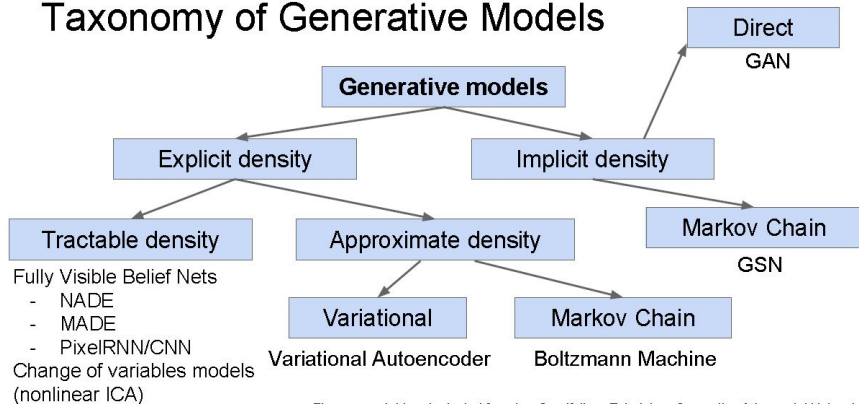 Taxonomy of Generative Models
Direct
GAN
Generative models
Explicit density
Implicit density
Tractable density
Approximate density
Markov Chain
GSN
Fully Visible Belief Nets
- NADE
- MADE
- PixelRNN/CNN
Change of variables models
(nonlinear ICA)
Variational
Variational Autoencoder
Markov Chain
Boltzmann Machine